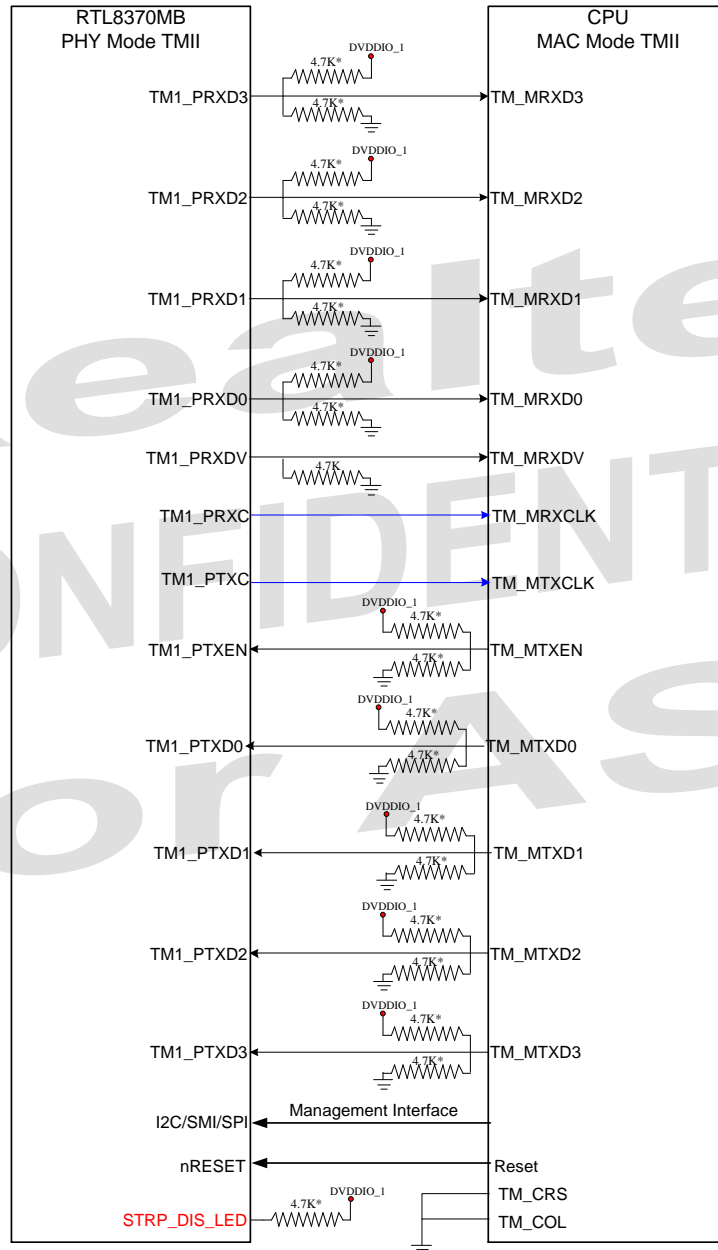 RTL8370MB
PHY Mode TMII
CPU
MAC Mode TMII
DVDDIO_1
4.7K*
TM1_PRXD3
TM_MRXD3
4.7K*
DVDDIO_1
4.7K*
TM1_PRXD2
TM_MRXD2
4.7K*
DVDDIO_1
4.7K*
TM1_PRXD1
TM_MRXD1
4.7K*
DVDDIO_1
4.7K*
TM1_PRXD0
TM_MRXD0
4.7K*
TM1_PRXDV
TM_MRXDV
4.7K
TM1_PRXC
TM_MRXCLK
TM1_PTXC
TM_MTXCLK
DVDDIO_1
4.7K*
TM1_PTXEN
TM_MTXEN
4.7K*
DVDDIO_1
4.7K*
TM1_PTXD0
TM_MTXD0
4.7K*
DVDDIO_1
4.7K*
TM1_PTXD1
TM_MTXD1
4.7K*
DVDDIO_1
4.7K*
TM1_PTXD2
TM_MTXD2
4.7K*
DVDDIO_1
4.7K*
TM1_PTXD3
TM_MTXD3
4.7K*
I2C/SMI/SPI
Management Interface
nRESET
Reset
TM_CRS
DVDDIO_1
4.7K*
STRP_DIS_LED
TM_COL
ealte
ONFIDENT
or AS